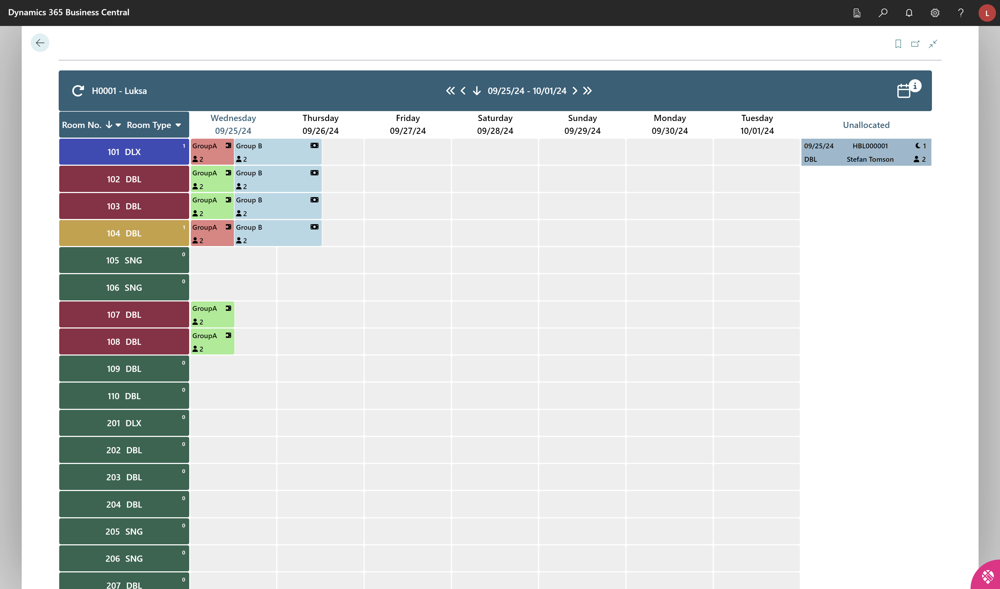 Dynamics 365 Business Central
L
H0001 - Luksa
09/25/24 - 10/01/24
Room No. Room Type
Wednesday Thursday Friday Saturday Sunday Monday Tuesday
09/25/24 09/26/24 09/27/24 09/28/24 09/29/24 09/30/24 10/01/24
Unallocated
101 DLX 1
GroupA Group B
2 2
09/25/24 HBL000001 1
DBL Stefan Tomson 2
102 DBL
GroupA Group B
2 2
103 DBL
GroupA Group B
2 2
104 DBL 1
GroupA Group B
2 2
105 SNG 0
106 SNG 0
107 DBL
GroupA
2
108 DBL
GroupA
2
109 DBL 0
110 DBL 0
201 DLX 0
202 DBL 0
203 DBL 0
204 DBL 0
205 SNG 0
206 SNG 0
207 DBL 0